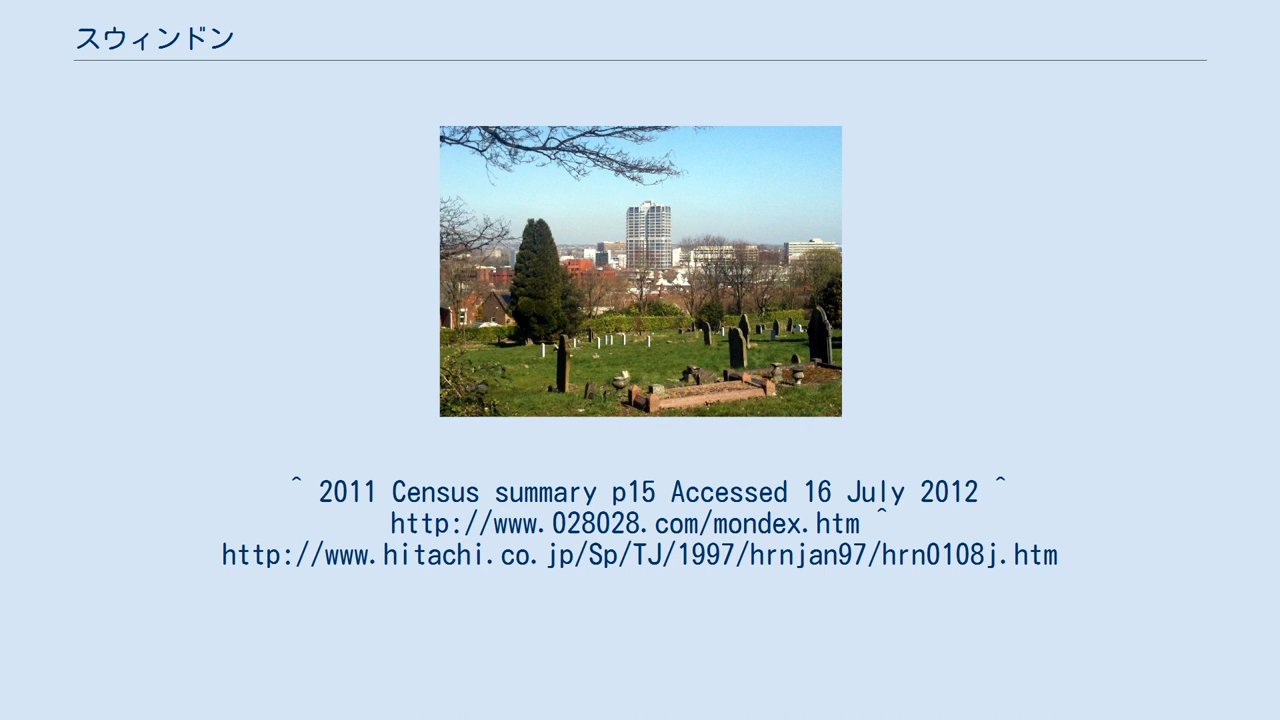 スウィンドン
^ 2011 Census summary p15 Accessed 16 July 2012 ^
http://www.028028.com/mondex.htm ^
http://www.hitachi.co.jp/Sp/TJ/1997/hrnjan97/hrn0108j.htm